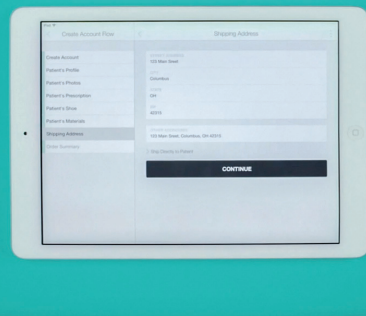 Create Account Flow
Shipping Address
Create Account
Patient's Profile
Patient's Photos
Patient's Prescription
Patient's Shoe
Patient's Materials
Shipping Address
Order Summary
123 Main Street
Columbus
OH
43215
123 Main Street, Columbus, OH 43215
Ship Directly to Patient
CONTINUE